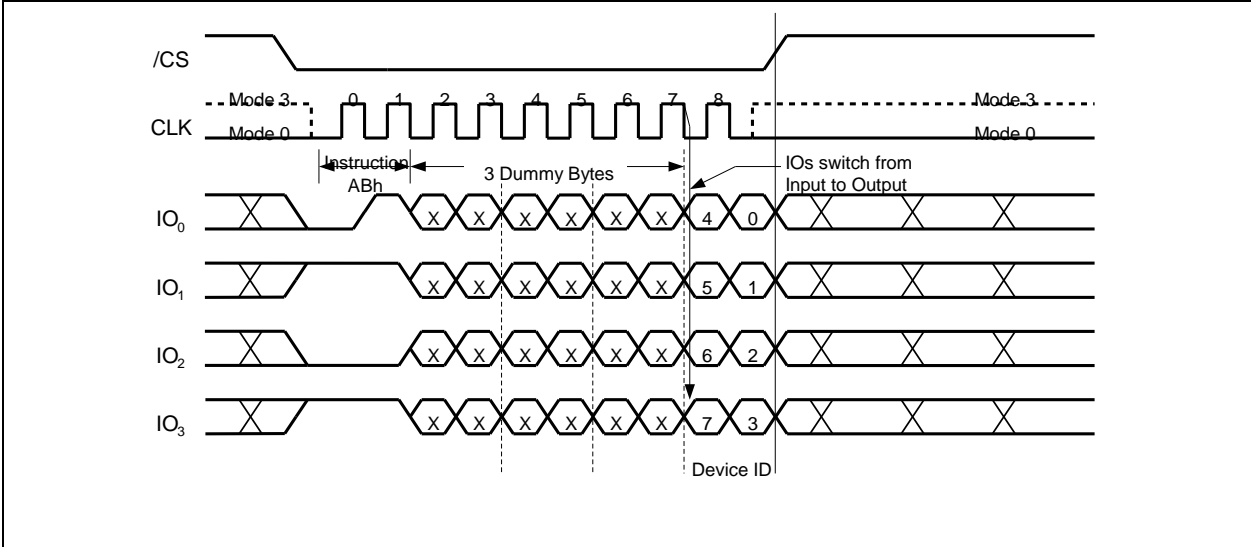 /CS
Mode 3 0 1 2 3 4 5 6 7 8 Mode 3
CLK Mode 0 Mode 0
Instruction
ABh
3 Dummy Bytes
IOs switch from
Input to Output
IO0 X X X X X X 4 0
IO1 X X X X X X 5 1
IO2 X X X X X X 6 2
IO3 X X X X X X 7 3
Device ID